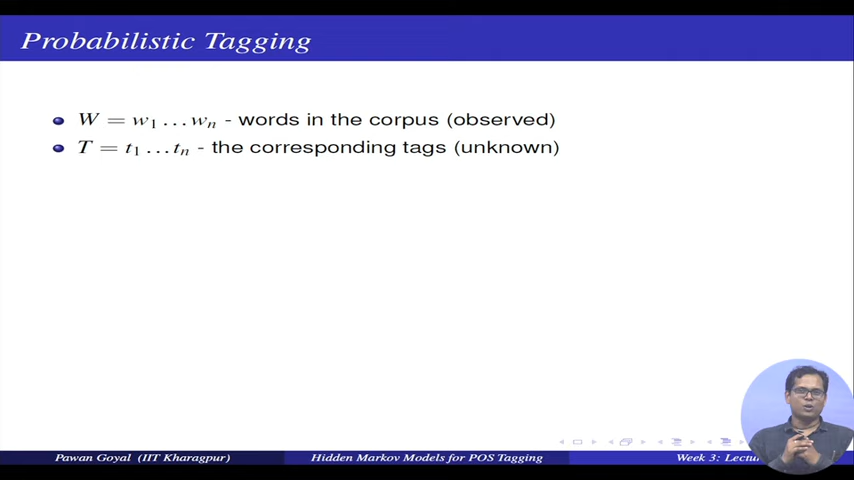 Probabilistic Tagging
W = w₁ … wₙ - words in the corpus (observed)
T = t₁ … tₙ - the corresponding tags (unknown)
Pawan Goyal (IIT Kharagpur) Hidden Markov Models for POS Tagging Week 3: